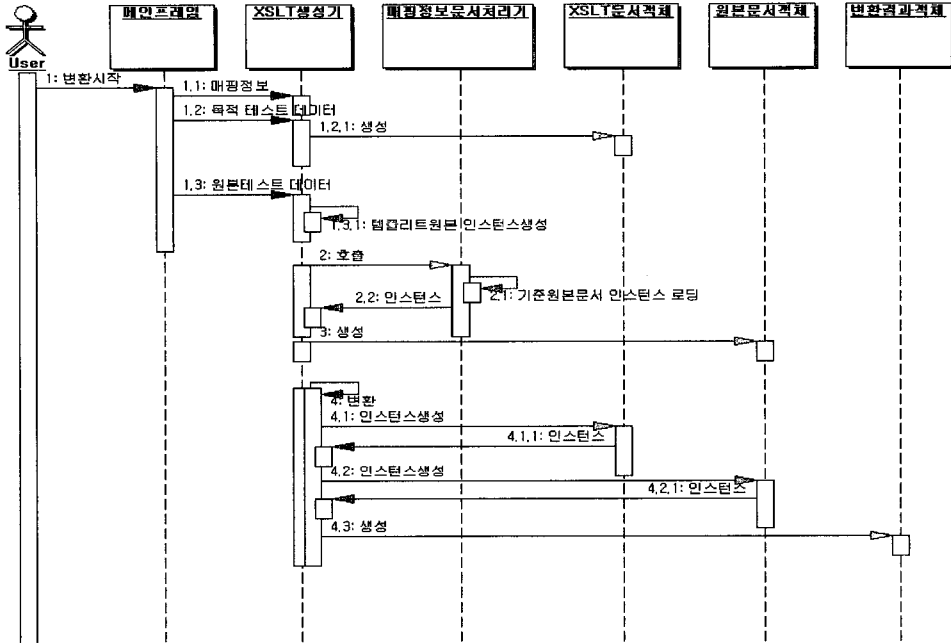 메인프레임
XSLT생성기
매핑정보문서처리기
XSLT문서객체
원본문서객체
변환결과객체
User
1: 변환시작
1.1: 매핑정보
1.2: 목적 테스트 데이터
1.2.1: 생성
1.3: 원본테스트 데이터
1.3.1: 템플리트원본 인스턴스생성
2: 호출
2.1: 기준원본문서 인스턴스 로딩
2.2: 인스턴스
3: 생성
4: 변환
4.1: 인스턴스생성
4.1.1: 인스턴스
4.2: 인스턴스생성
4.2.1: 인스턴스
4.3: 생성